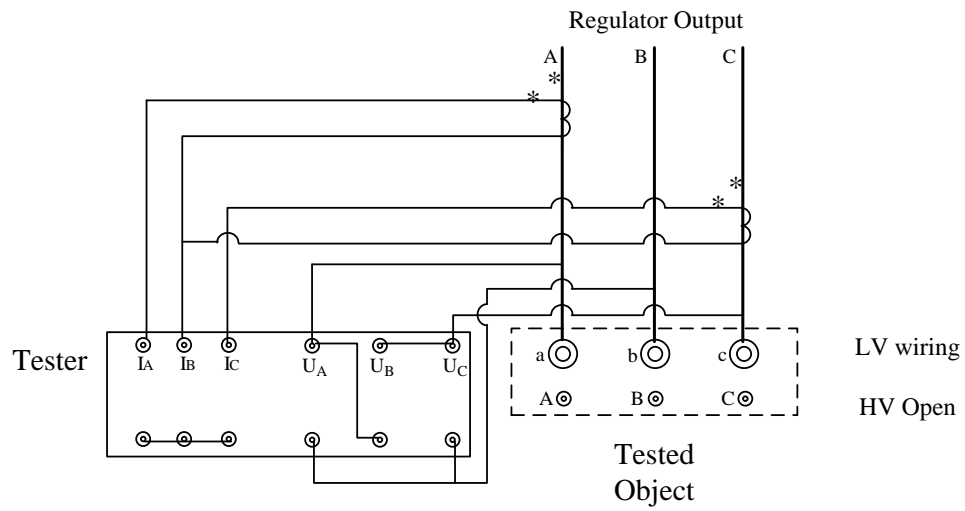 Regulator Output
A B C
*
*
*
*
Tester
IA IB IC UA UB UC
a b c
LV wiring
A B C
HV Open
Tested
Object